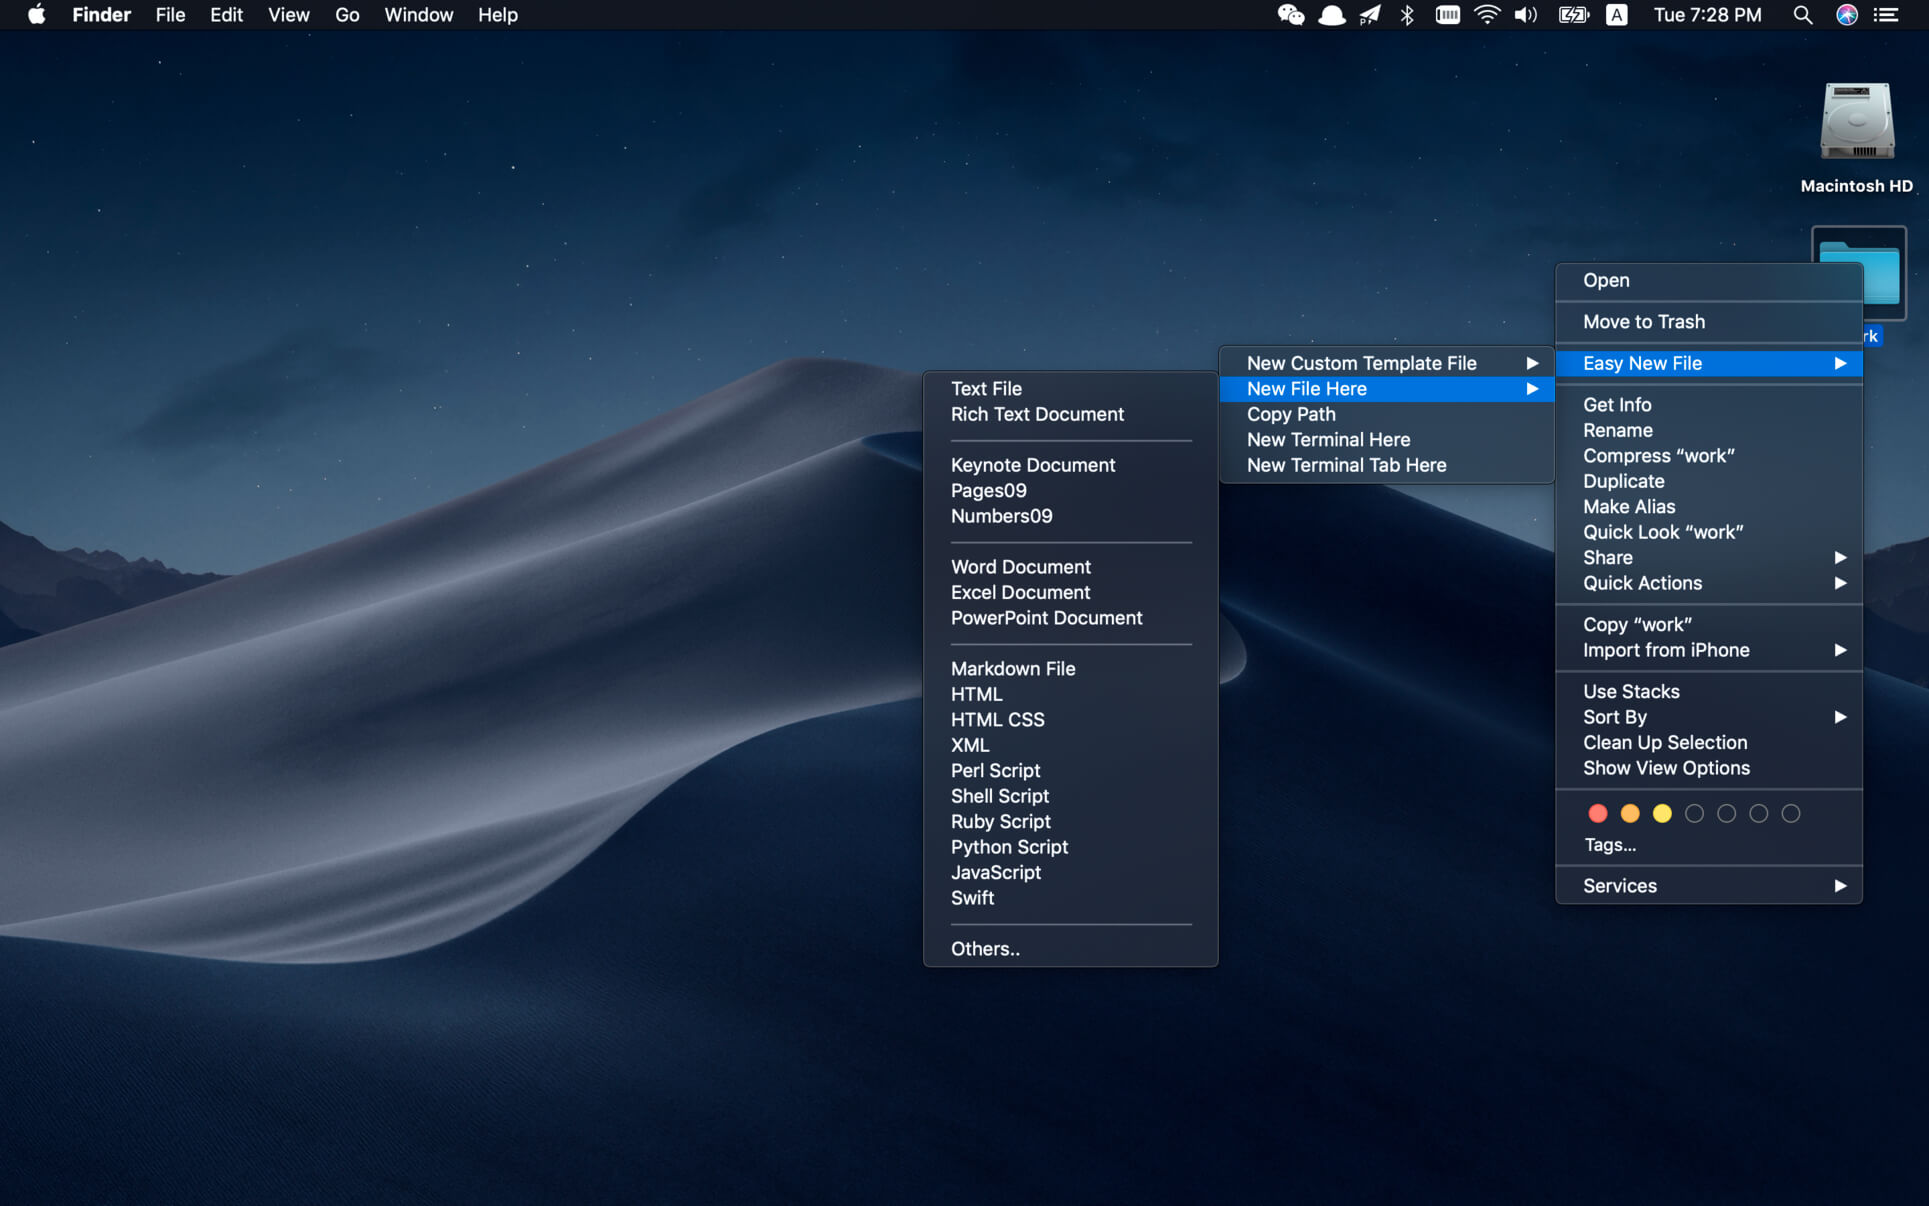 Finder File Edit View Go Window Help A Tue 7:28 PM
Macintosh HD
rk
Open
Move to Trash
Easy New File
Get Info
Rename
Compress “work”
Duplicate
Make Alias
Quick Look “work”
Share
Quick Actions
Copy “work”
Import from iPhone
Use Stacks
Sort By
Clean Up Selection
Show View Options
Tags...
Services
New Custom Template File
New File Here
Copy Path
New Terminal Here
New Terminal Tab Here
Text File
Rich Text Document
Keynote Document
Pages09
Numbers09
Word Document
Excel Document
PowerPoint Document
Markdown File
HTML
HTML CSS
XML
Perl Script
Shell Script
Ruby Script
Python Script
JavaScript
Swift
Others..